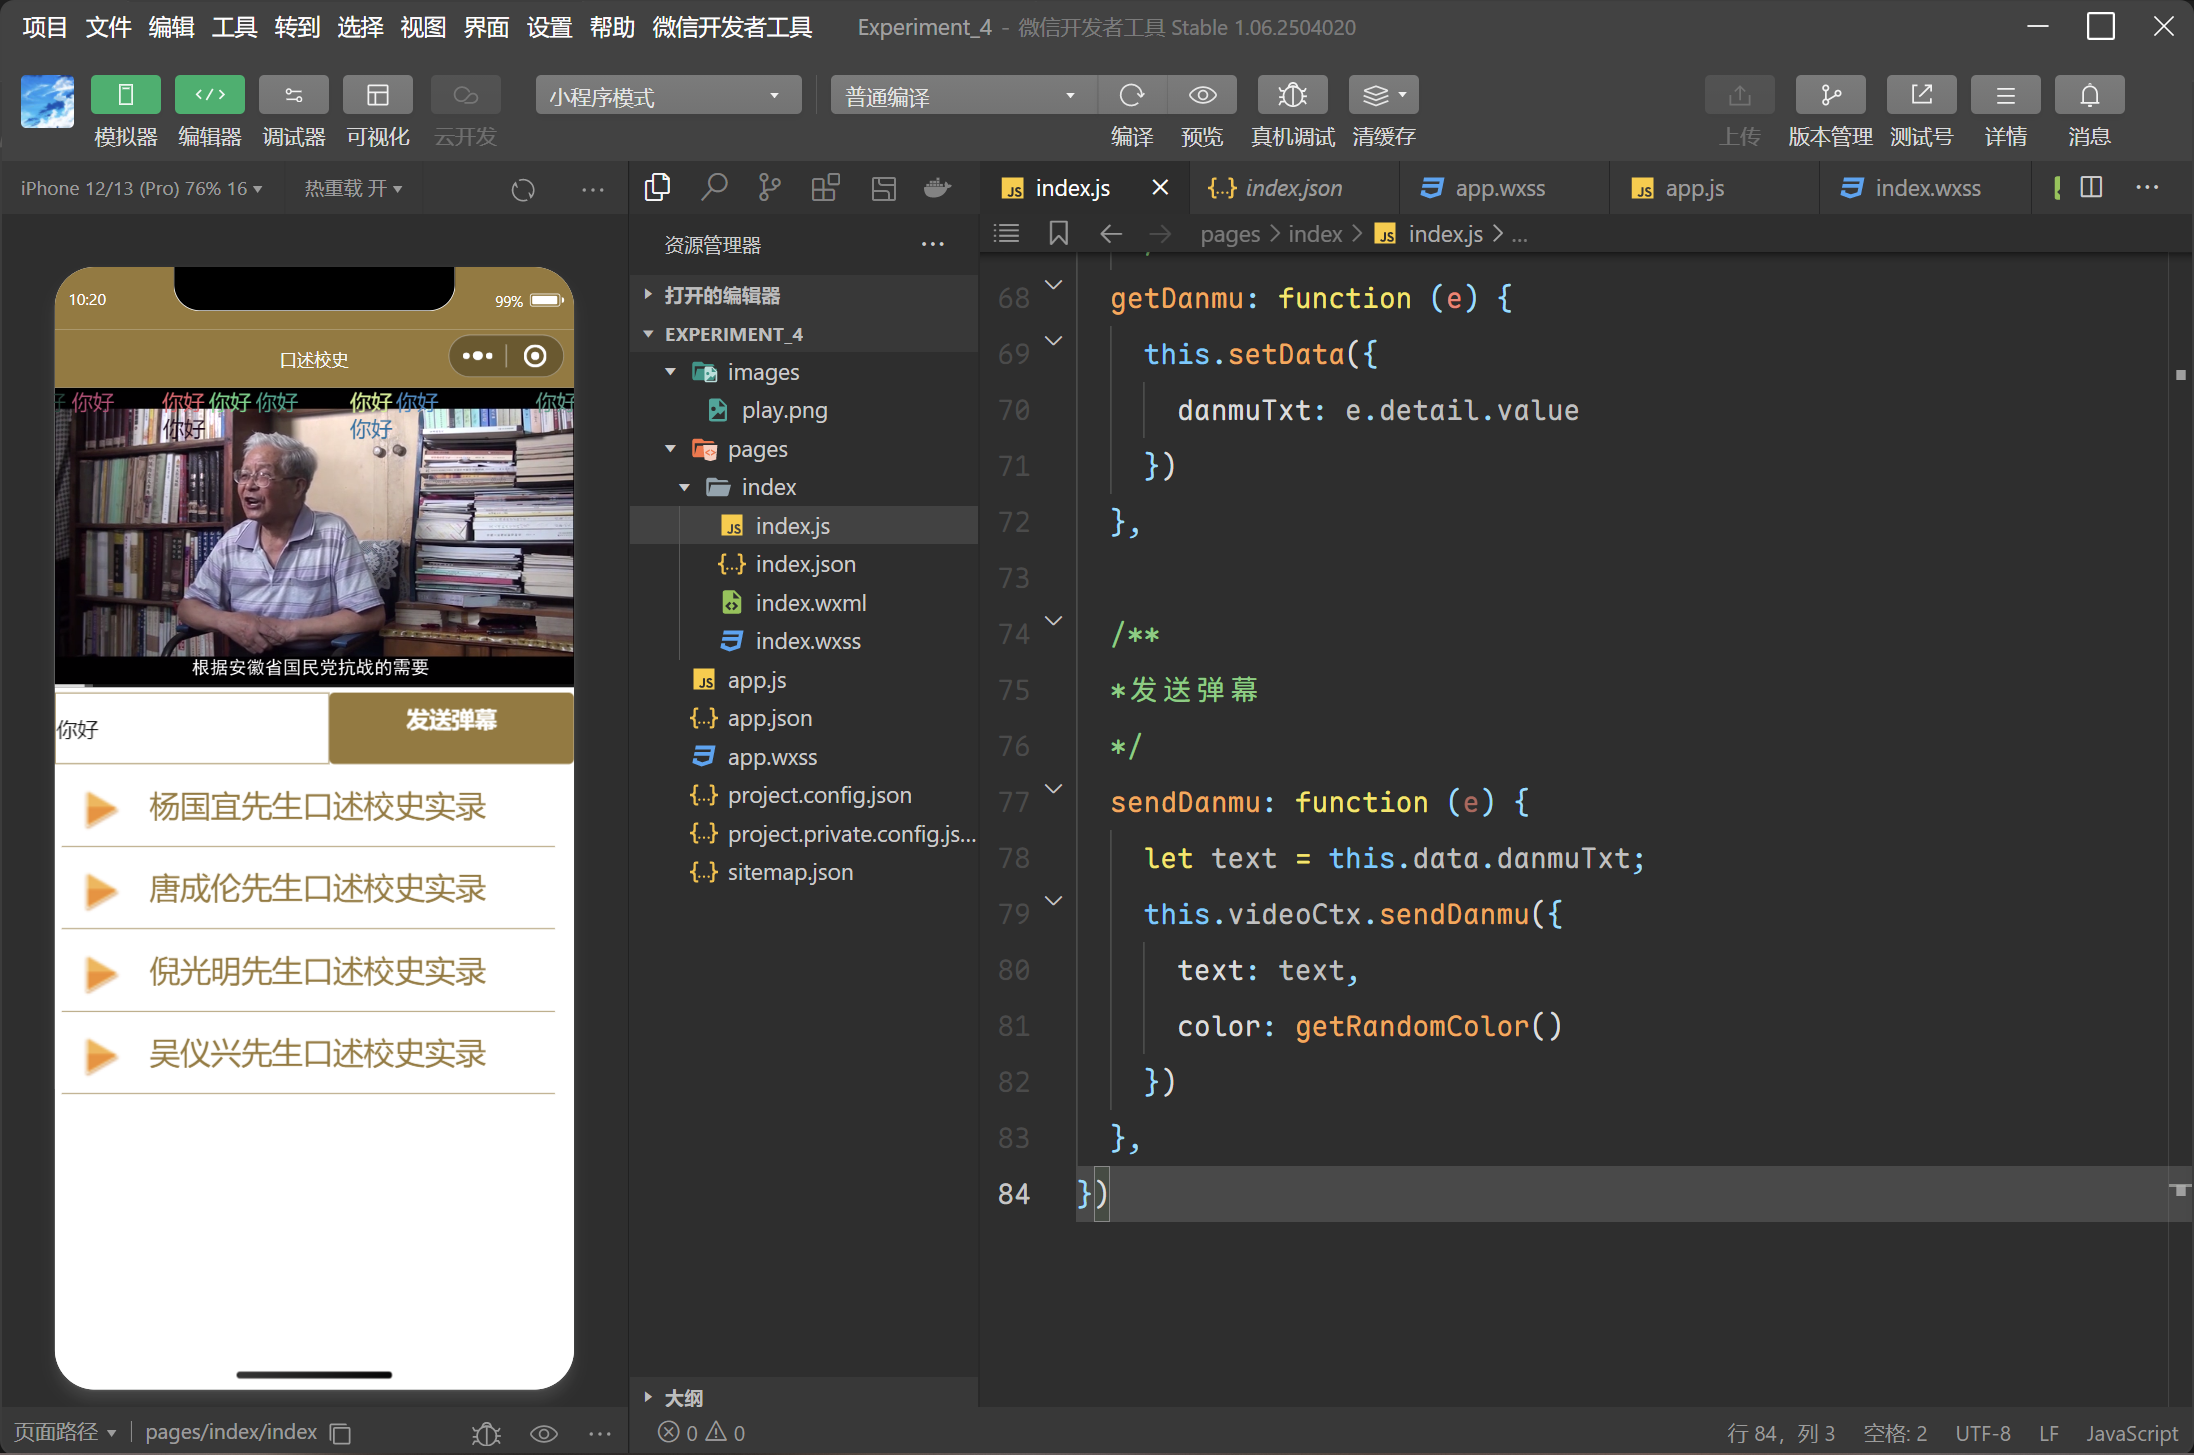 项目 文件 编辑 工具 转到 选择 视图 界面 设置 帮助 微信开发者工具 Experiment_4 - 微信开发者工具 Stable 1.06.2504020
小程序模式 普通编译
模拟器 编辑器 调试器 可视化 云开发 编译 预览 真机调试 清缓存 上传 版本管理 测试号 详情 消息
iPhone 12/13 (Pro) 76% 16 热重载 开
10:20 99%
口述校史
你好 你好 你好 你好 你好 你好 你好
你好 你好
根据安徽省国民党抗战的需要
你好 发送弹幕
杨国宜先生口述校史实录
唐成伦先生口述校史实录
倪光明先生口述校史实录
吴仪兴先生口述校史实录
页面路径 pages/index/index
资源管理器
打开的编辑器
EXPERIMENT_4
images
play.png
pages
index
index.js
index.json
index.wxml
index.wxss
app.js
app.json
app.wxss
project.config.json
project.private.config.js...
sitemap.json
大纲
0 0
index.js index.json app.wxss app.js index.wxss
pages > index > index.js > ...
68 getDanmu: function (e) {
69 this.setData({
70 danmuTxt: e.detail.value
71 })
72 },
73
74 /**
75 *发送弹幕
76 */
77 sendDanmu: function (e) {
78 let text = this.data.danmuTxt;
79 this.videoCtx.sendDanmu({
80 text: text,
81 color: getRandomColor()
82 })
83 },
84 })
行 84，列 3 空格: 2 UTF-8 LF JavaScript